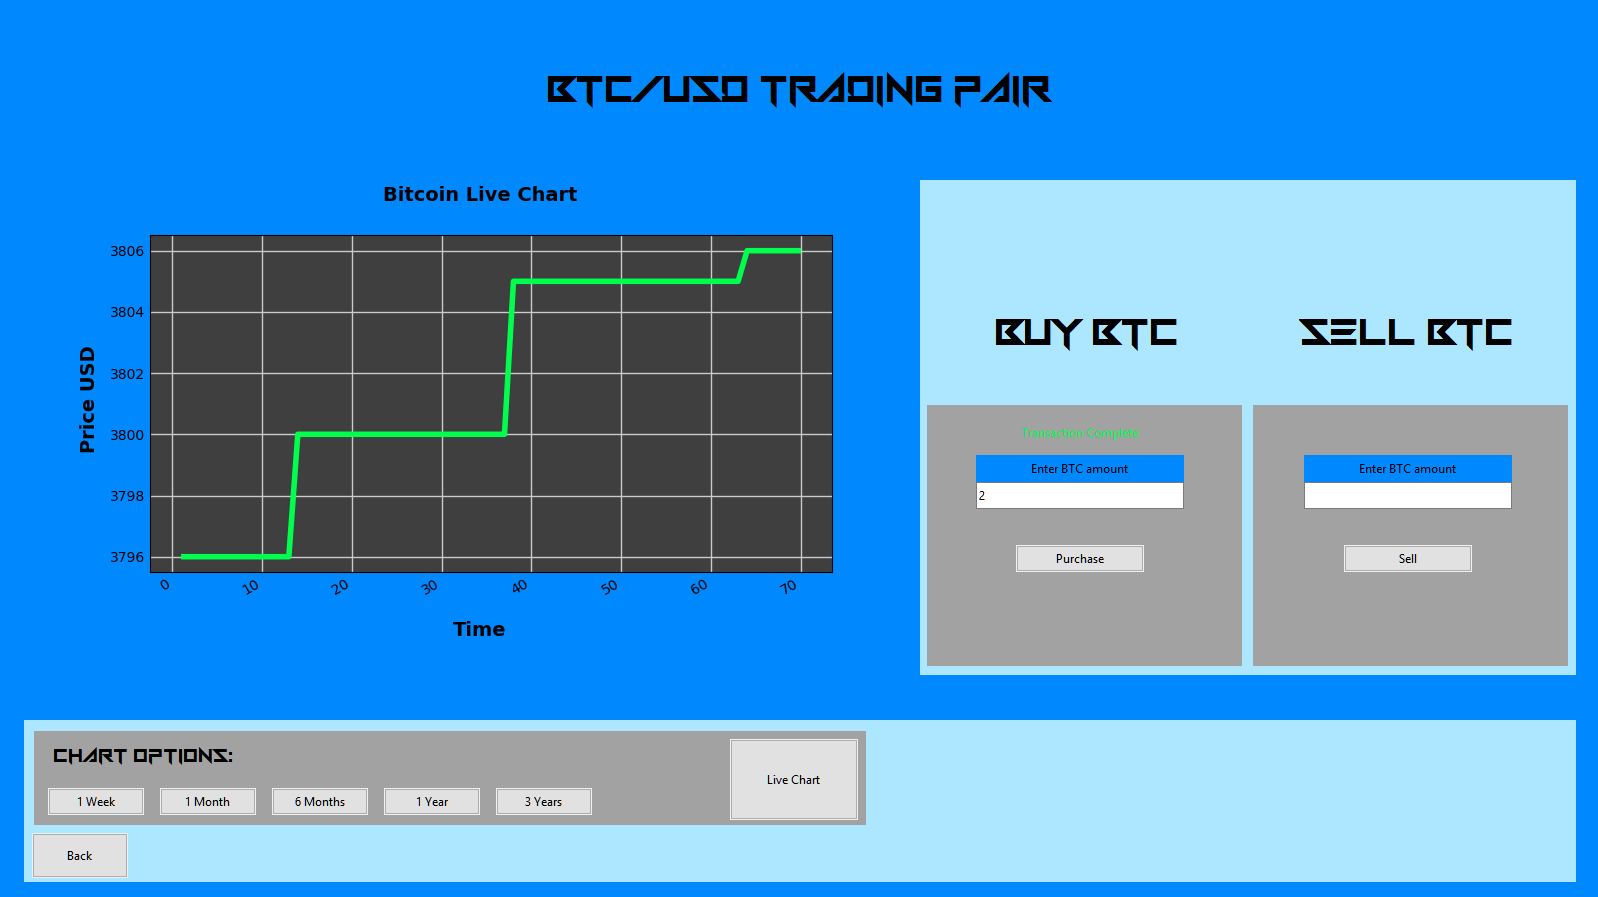 BTC/USD TRADING PAIR
Bitcoin Live Chart
Price USD
3806
3804
3802
3800
3798
3796
0 10 20 30 40 50 60 70
Time
BUY BTC
Transaction Complete
Enter BTC amount
2
Purchase
SELL BTC
Enter BTC amount
Sell
CHART OPTIONS:
1 Week 1 Month 6 Months 1 Year 3 Years
Live Chart
Back